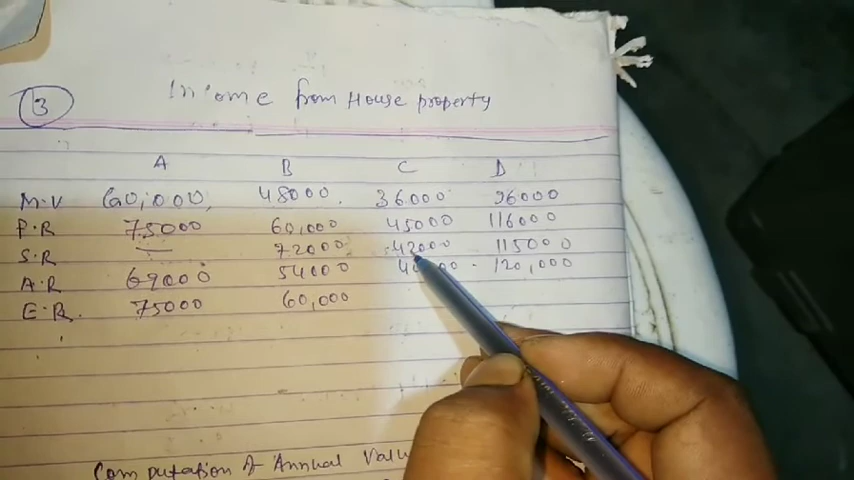 3
Income from House property
A B C D
M.V 60,000, 48000. 36000 96000
P.R 75000 60,000 45000 116000
S.R — 72000 42000 115000
A.R 69000 54000 120,000
E.R. 75000 60,000
Computation of Annual Value